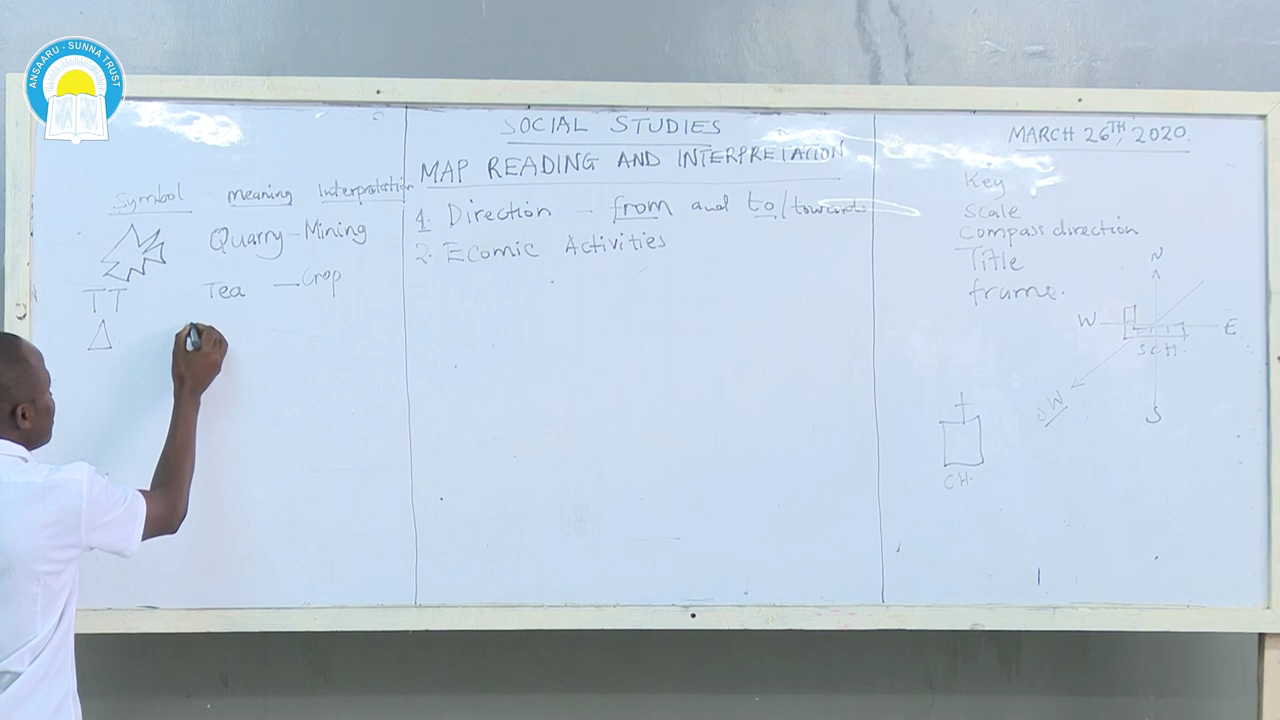 ANSAARU - SUNNA TRUST
Symbol Meaning Interpretation
Quarry - Mining
TT Tea - Crop
SOCIAL STUDIES
MAP READING AND INTERPRETATION
1. Direction - from and to/towards
2. Ecomic Activities
MARCH 26TH, 2020.
Key
Scale
Compass direction
Title
frame.
N
W E
SCH.
SW
S
CH.